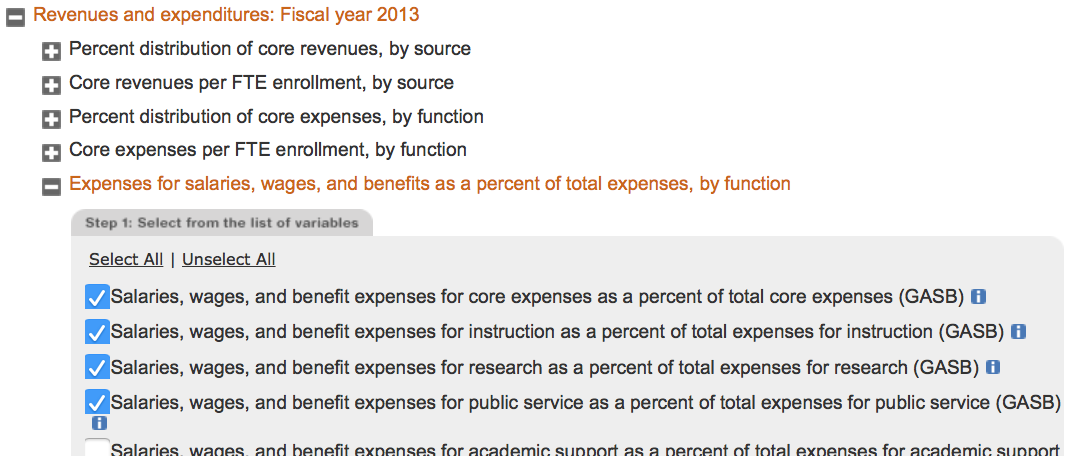 Revenues and expenditures: Fiscal year 2013
Percent distribution of core revenues, by source
Core revenues per FTE enrollment, by source
Percent distribution of core expenses, by function
Core expenses per FTE enrollment, by function
Expenses for salaries, wages, and benefits as a percent of total expenses, by function
Step 1: Select from the list of variables
Select All | Unselect All
Salaries, wages, and benefit expenses for core expenses as a percent of total core expenses (GASB)
Salaries, wages, and benefit expenses for instruction as a percent of total expenses for instruction (GASB)
Salaries, wages, and benefit expenses for research as a percent of total expenses for research (GASB)
Salaries, wages, and benefit expenses for public service as a percent of total expenses for public service (GASB)
Salaries, wages, and benefit expenses for academic support as a percent of total expenses for academic support